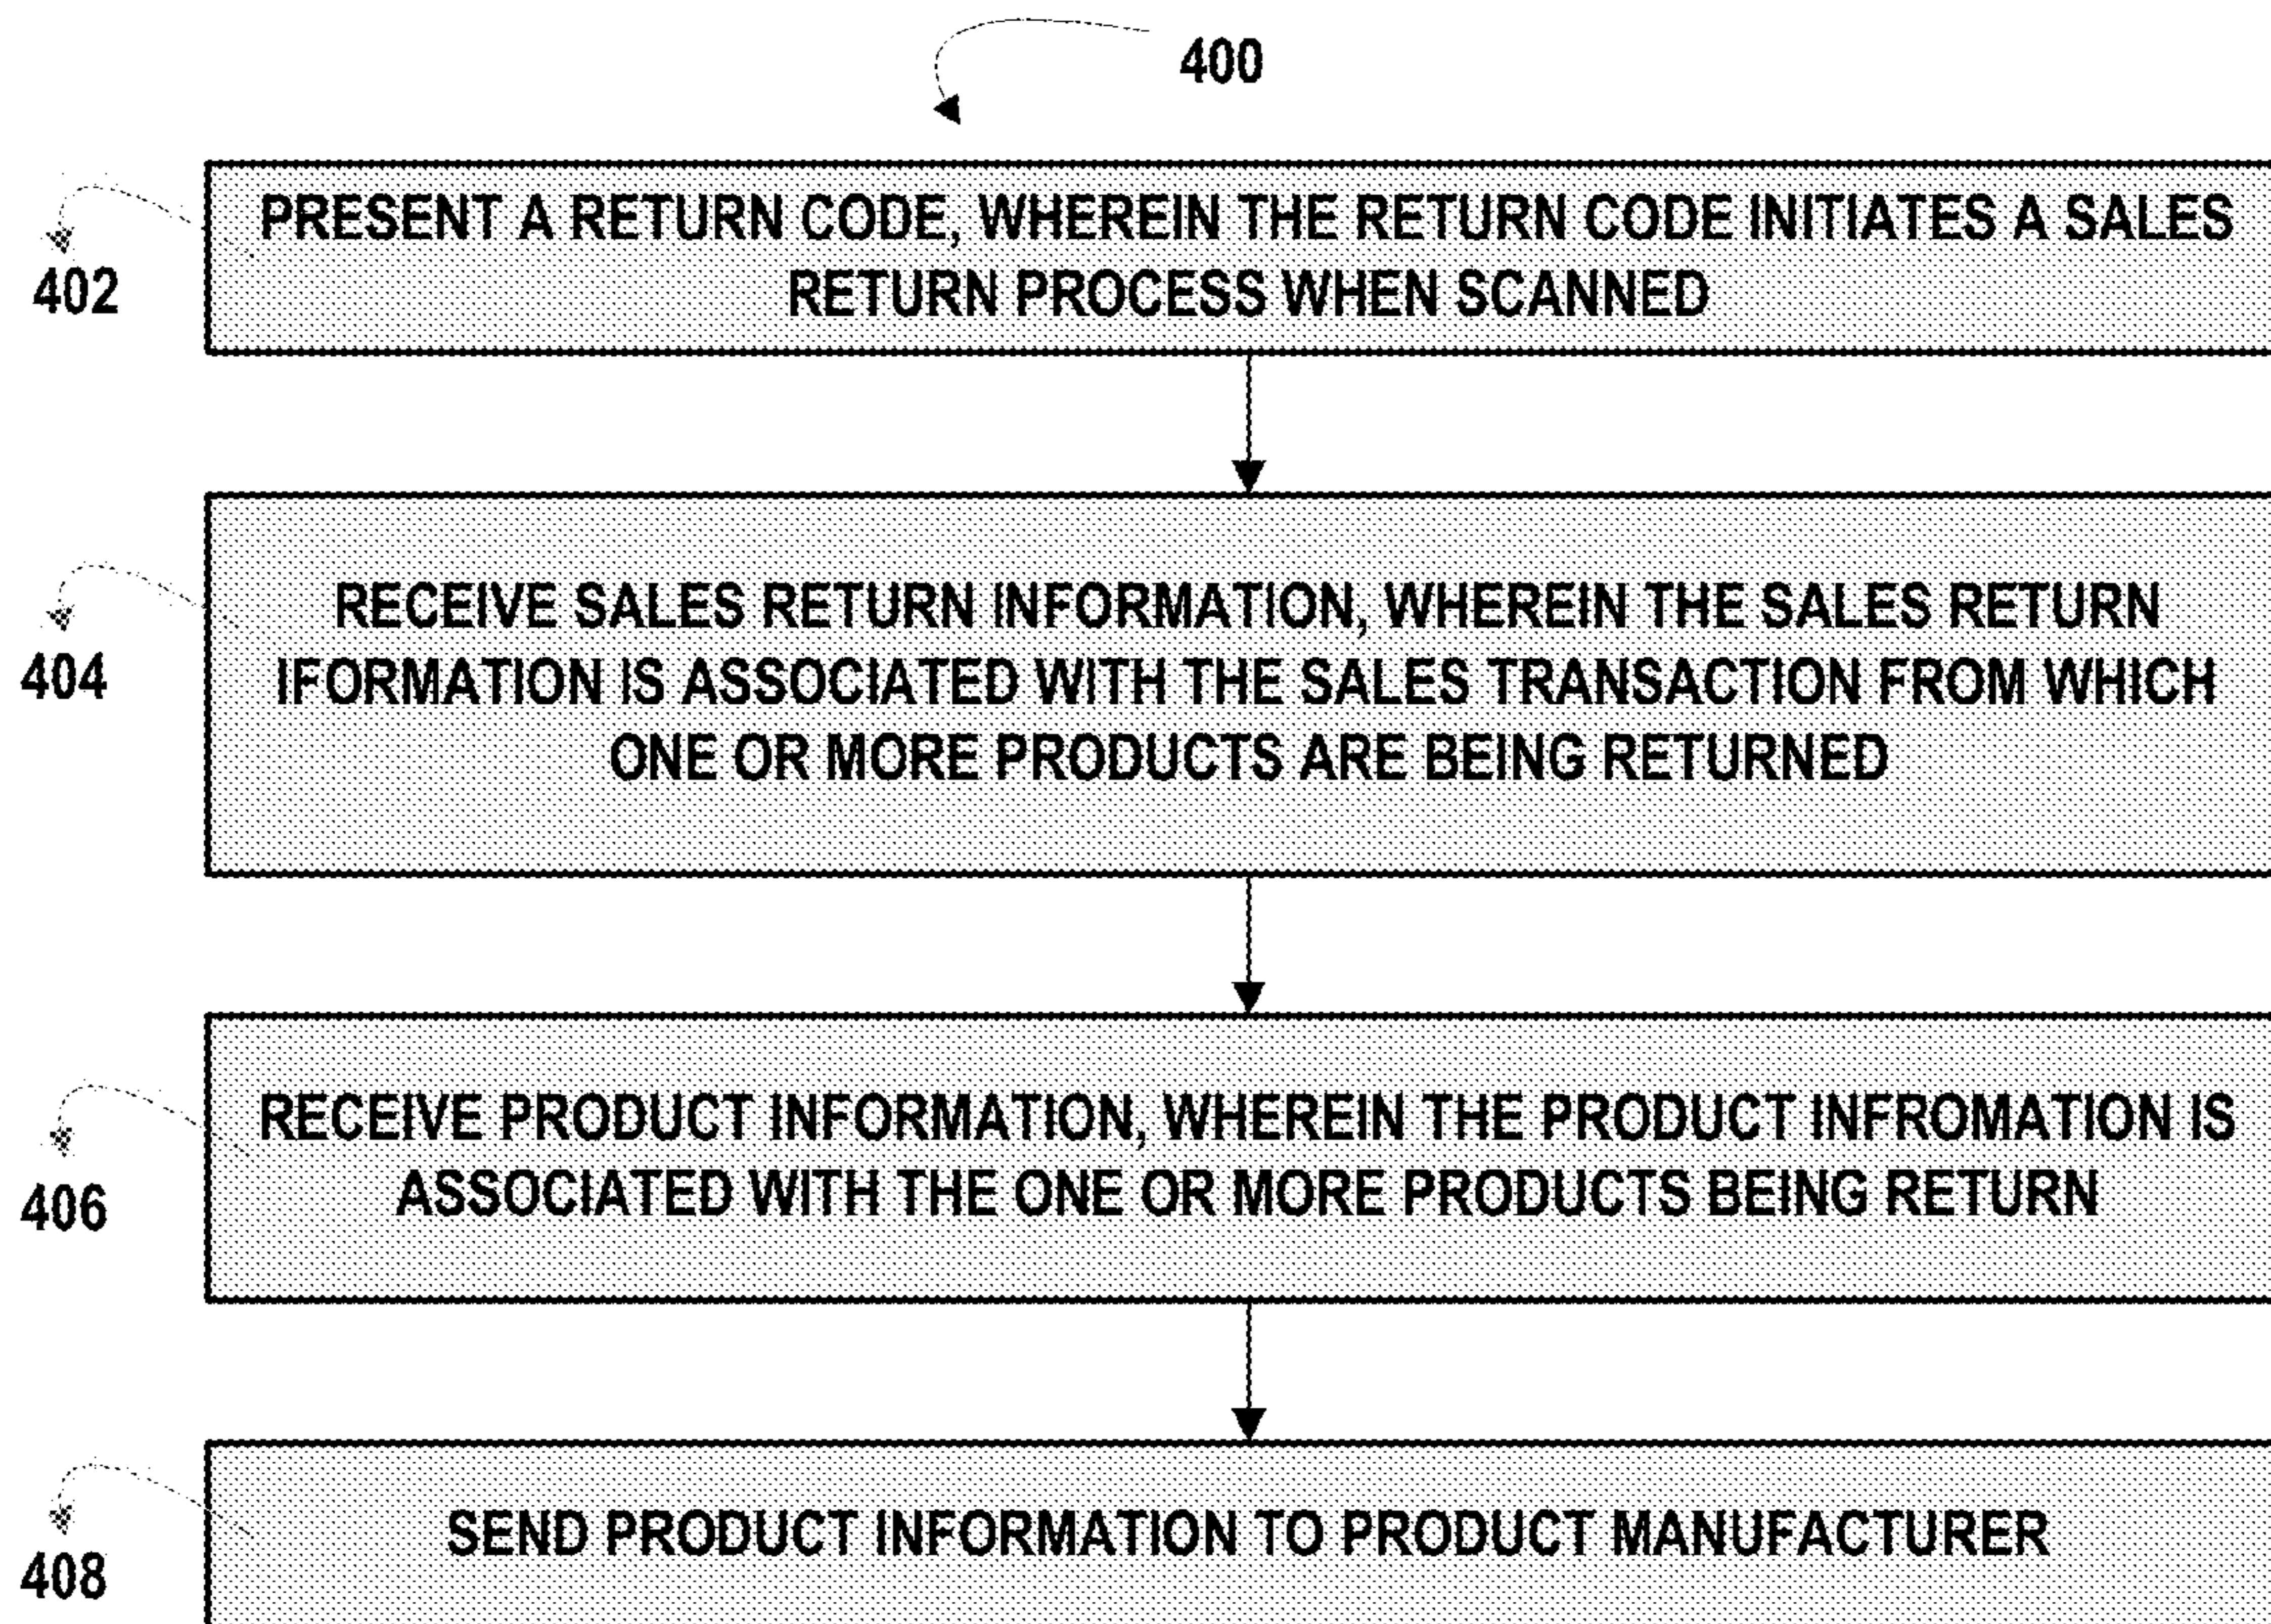 400
402
PRESENT A RETURN CODE, WHEREIN THE RETURN CODE INITIATES A SALES
RETURN PROCESS WHEN SCANNED
404
RECEIVE SALES RETURN INFORMATION, WHEREIN THE SALES RETURN
IFORMATION IS ASSOCIATED WITH THE SALES TRANSACTION FROM WHICH
ONE OR MORE PRODUCTS ARE BEING RETURNED
406
RECEIVE PRODUCT INFORMATION, WHEREIN THE PRODUCT INFROMATION IS
ASSOCIATED WITH THE ONE OR MORE PRODUCTS BEING RETURN
408
SEND PRODUCT INFORMATION TO PRODUCT MANUFACTURER